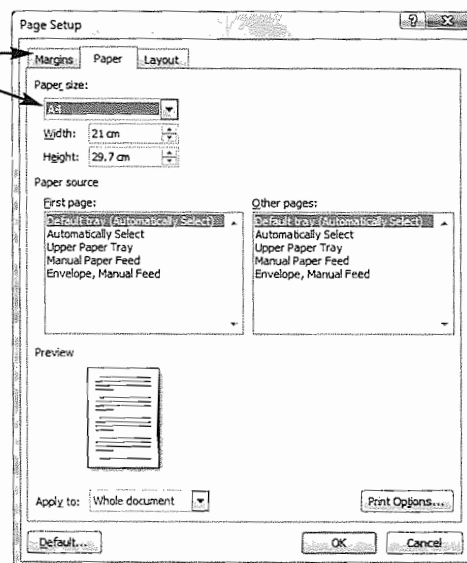 Page Setup
Margins Paper Layout
Paper size:
A4
Width: 21 cm
Height: 29.7 cm
Paper source
First page: Other pages:
Default tray (Automatically Select) Default tray (Automatically Select)
Automatically Select Automatically Select
Upper Paper Tray Upper Paper Tray
Manual Paper Feed Manual Paper Feed
Envelope, Manual Feed Envelope, Manual Feed
Preview
Apply to: Whole document Print Options...
Default... OK Cancel